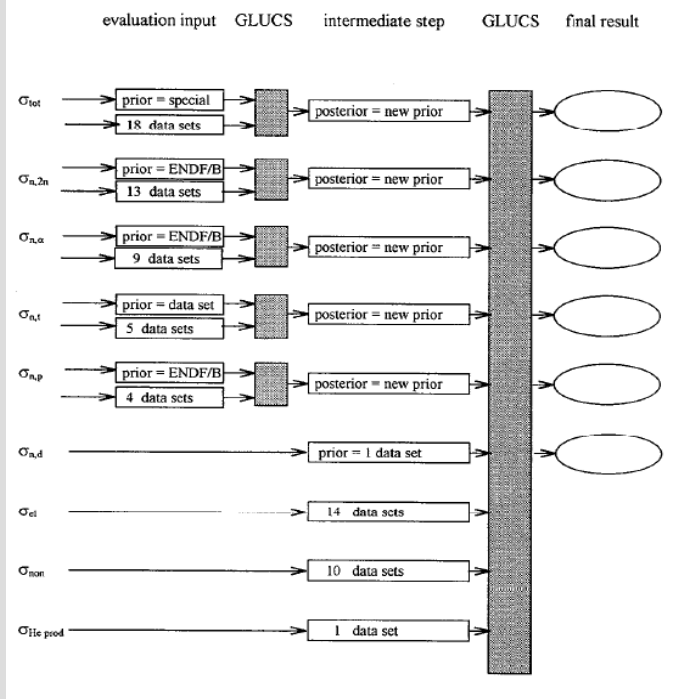 evaluation input GLUCS intermediate step GLUCS final result
σtot prior = special posterior = new prior
18 data sets
σn,2n prior = ENDF/B posterior = new prior
13 data sets
σn,α prior = ENDF/B posterior = new prior
9 data sets
σn,t prior = data set posterior = new prior
5 data sets
σn,p prior = ENDF/B posterior = new prior
4 data sets
σn,d prior = 1 data set
σel 14 data sets
σnon 10 data sets
σHe prod 1 data set